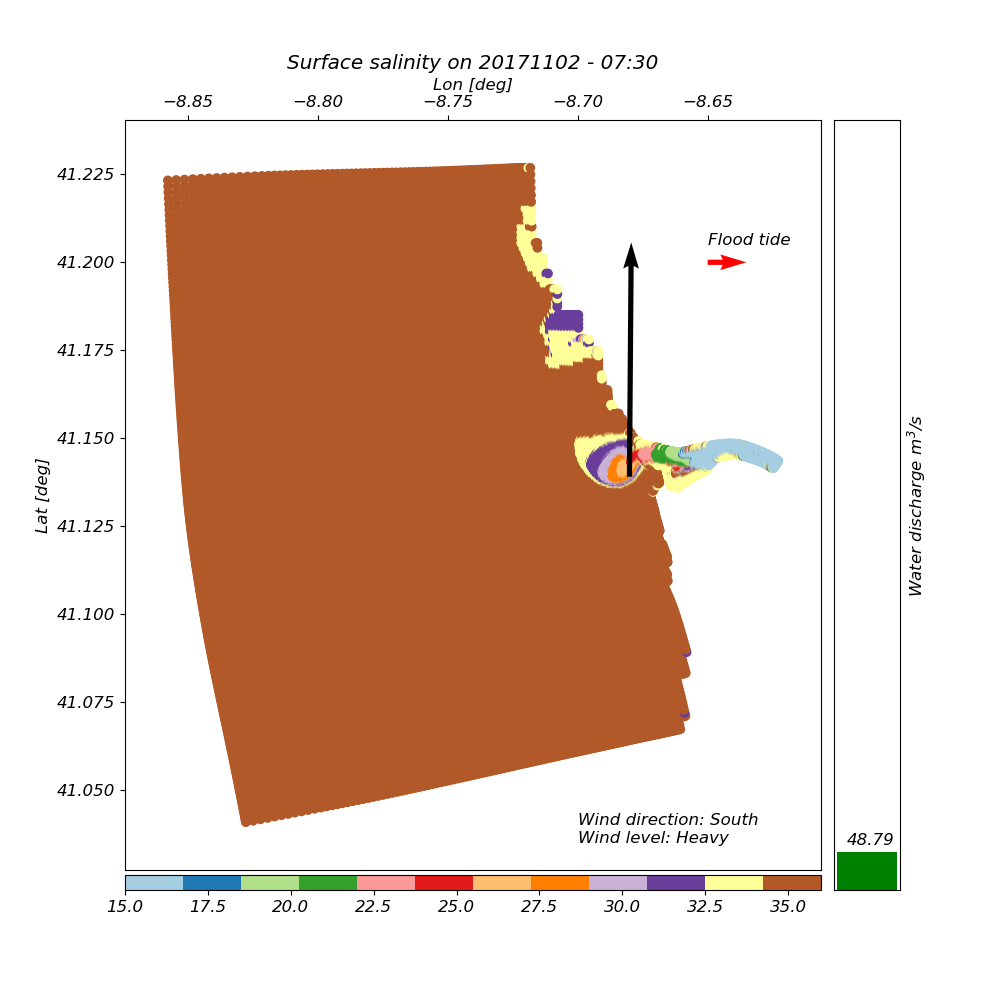 Surface salinity on 20171102 - 07:30
Lon [deg]
−8.85 −8.80 −8.75 −8.70 −8.65
41.225
41.200
41.175
41.150
41.125
41.100
41.075
41.050
Lat [deg]
Flood tide
Wind direction: South
Wind level: Heavy
Water discharge m³/s
48.79
15.0 17.5 20.0 22.5 25.0 27.5 30.0 32.5 35.0